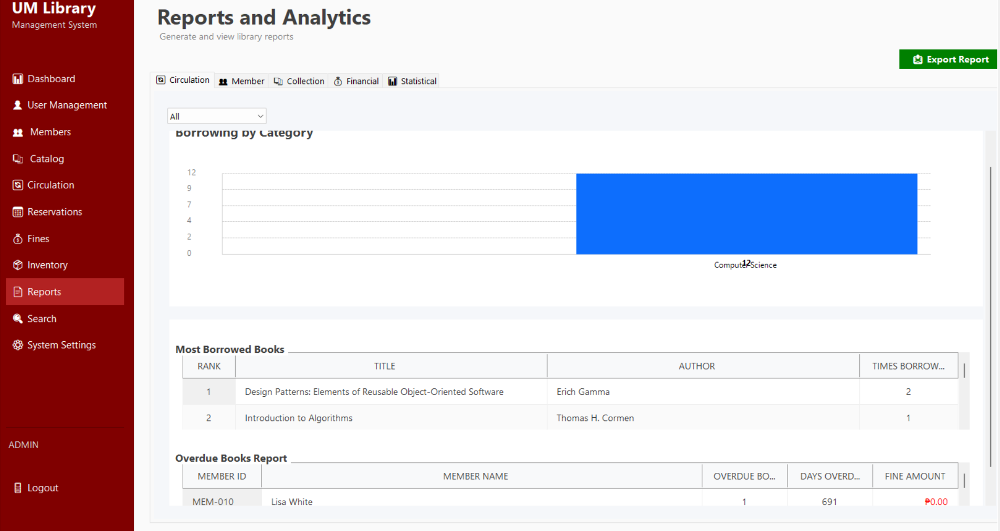 UM Library
Management System
Dashboard
User Management
Members
Catalog
Circulation
Reservations
Fines
Inventory
Reports
Search
System Settings
ADMIN
Logout
Reports and Analytics
Generate and view library reports
Export Report
Circulation Member Collection Financial Statistical
All
Borrowing by Category
12
9
7
4
2
0
12
Computer Science
Most Borrowed Books
RANK TITLE AUTHOR TIMES BORROW...
1 Design Patterns: Elements of Reusable Object-Oriented Software Erich Gamma 2
2 Introduction to Algorithms Thomas H. Cormen 1
Overdue Books Report
MEMBER ID MEMBER NAME OVERDUE BO... DAYS OVERD... FINE AMOUNT
MEM-010 Lisa White 1 691 ₱0.00